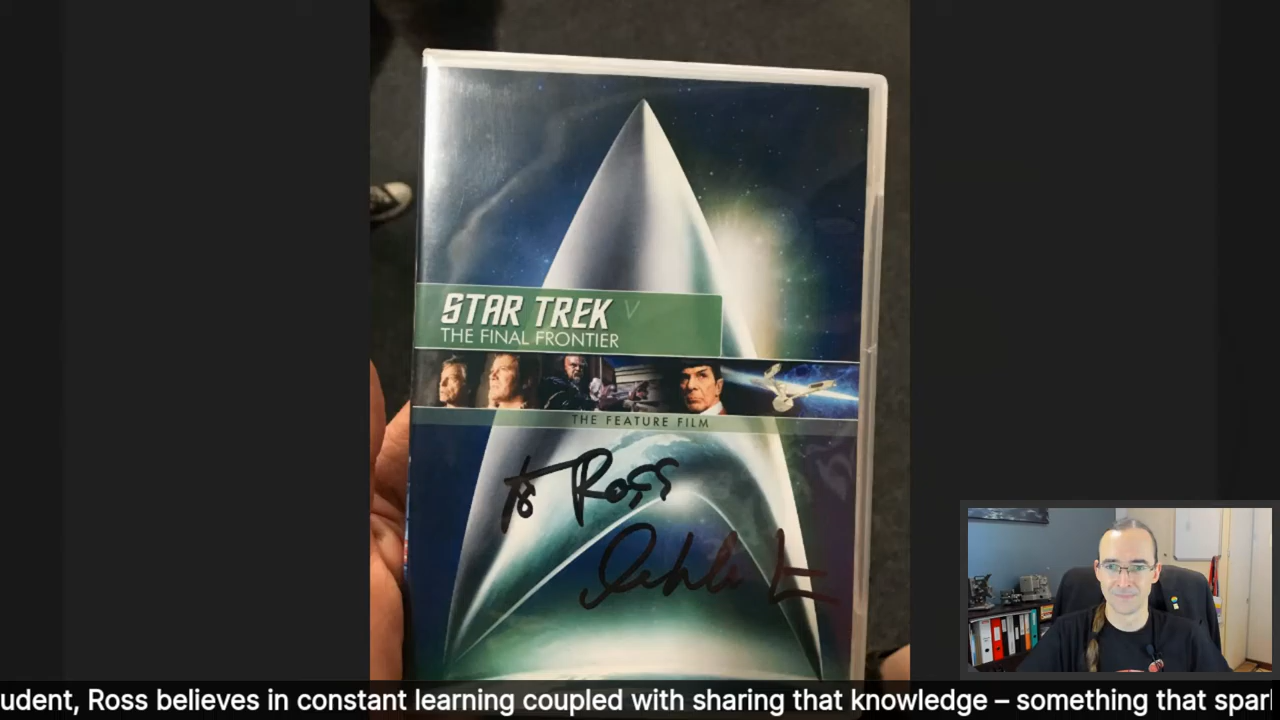 STAR TREK V
THE FINAL FRONTIER
THE FEATURE FILM
to Ross
udent, Ross believes in constant learning coupled with sharing that knowledge – something that spar